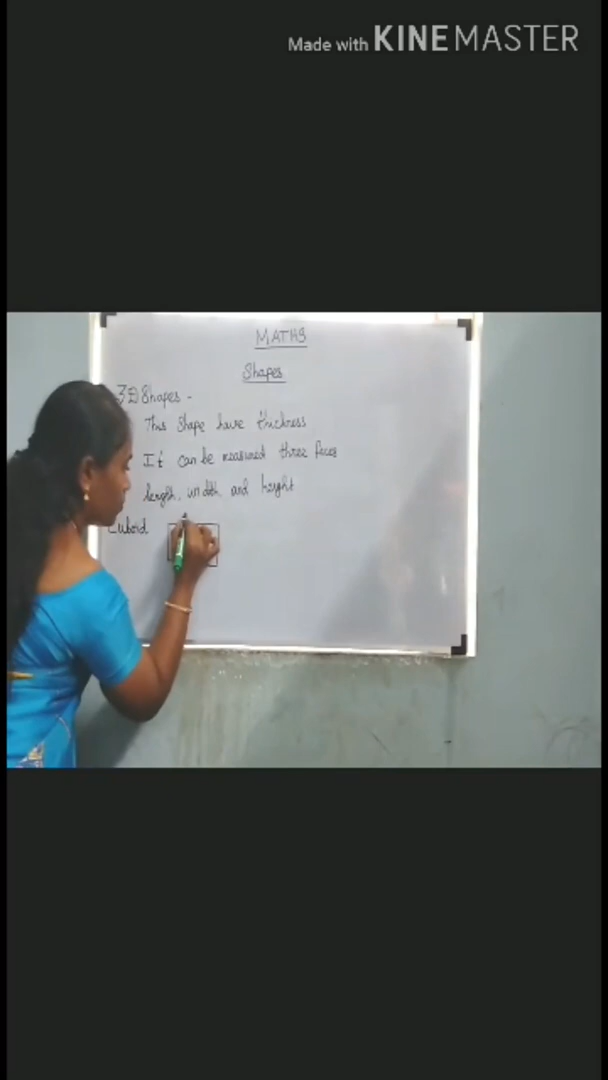 Made with KINEMASTER
MATHS
Shapes
3D Shapes -
This Shape have thickness
It can be measured three faces
length, width, and height
Cuboid